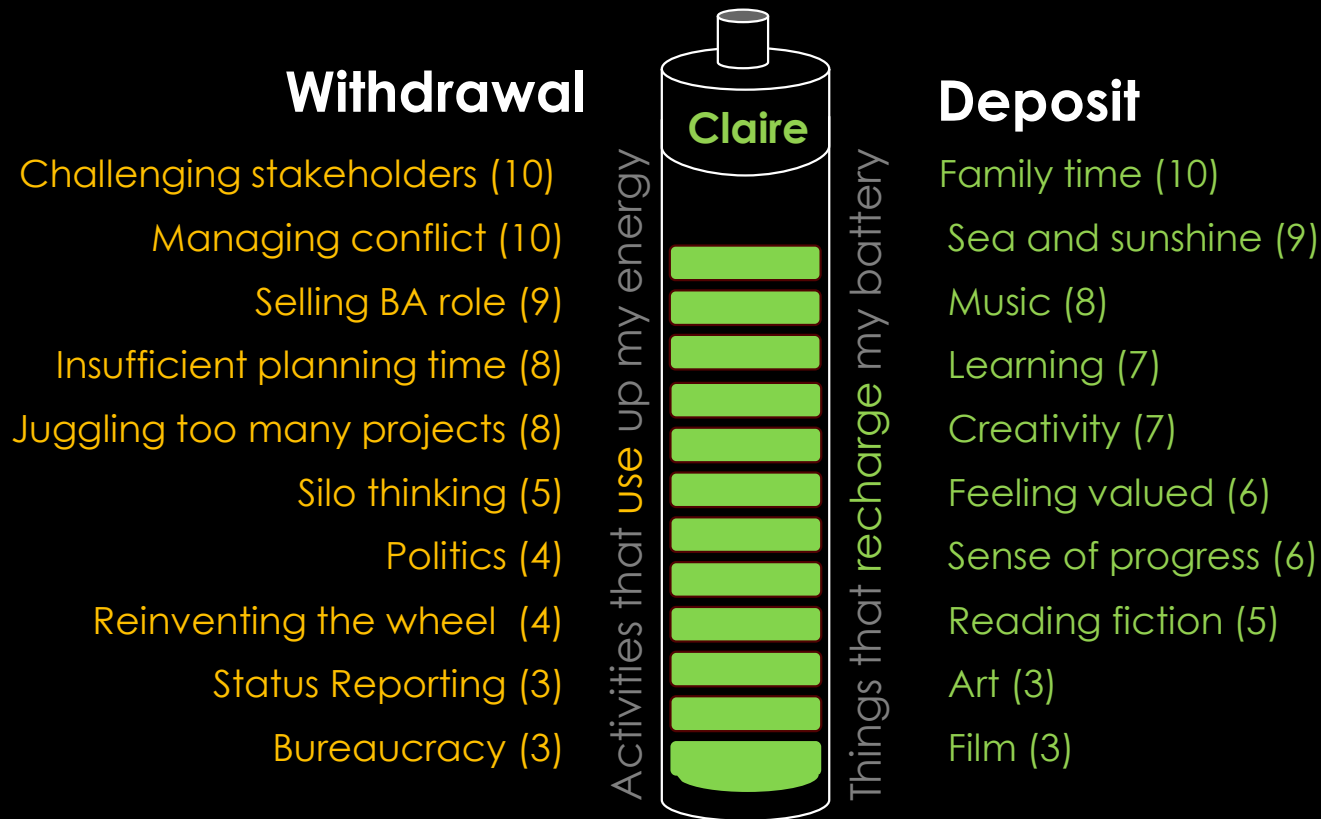 Withdrawal
Challenging stakeholders (10)
Managing conflict (10)
Selling BA role (9)
Insufficient planning time (8)
Juggling too many projects (8)
Silo thinking (5)
Politics (4)
Reinventing the wheel (4)
Status Reporting (3)
Bureaucracy (3)
Activities that use up my energy
Claire
Things that recharge my battery
Deposit
Family time (10)
Sea and sunshine (9)
Music (8)
Learning (7)
Creativity (7)
Feeling valued (6)
Sense of progress (6)
Reading fiction (5)
Art (3)
Film (3)